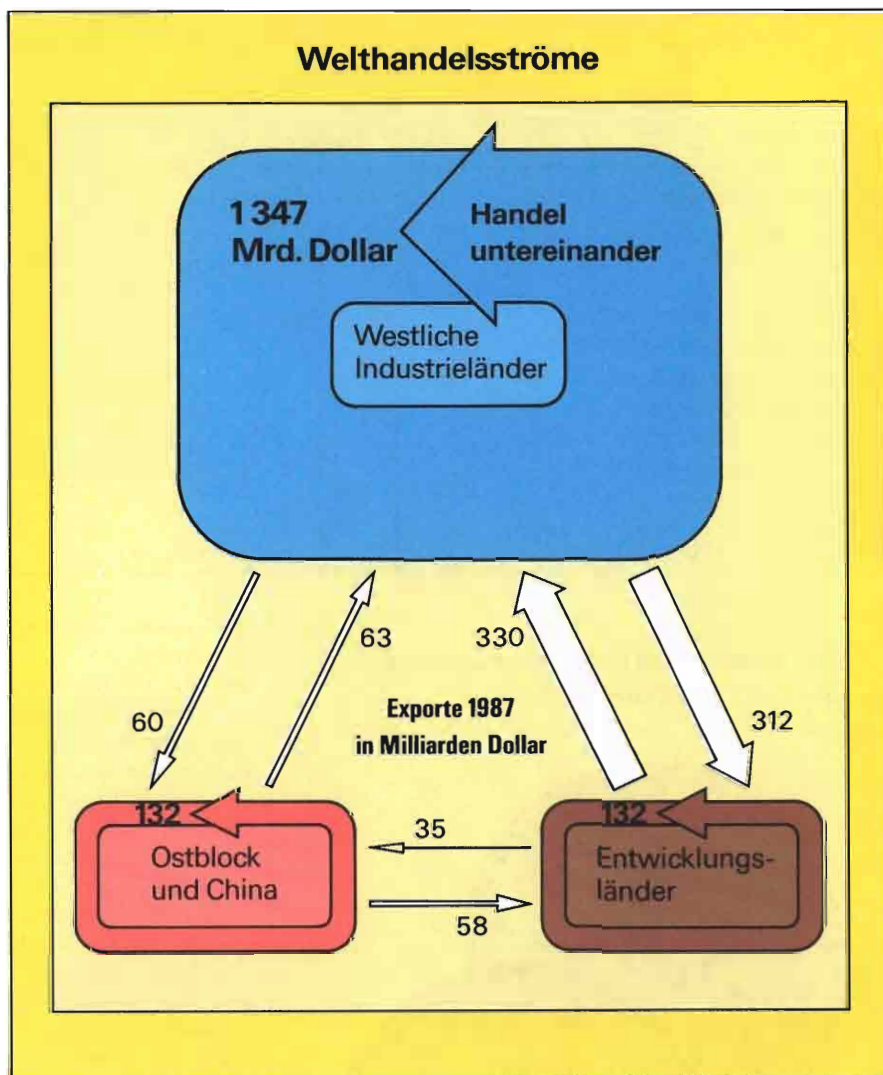 Welthandelsströme
1 347
Mrd. Dollar
Handel
untereinander
Westliche
Industrieländer
63
330
60
312
Exporte 1987
in Milliarden Dollar
132
Ostblock
und China
35
58
132
Entwicklungs-
länder